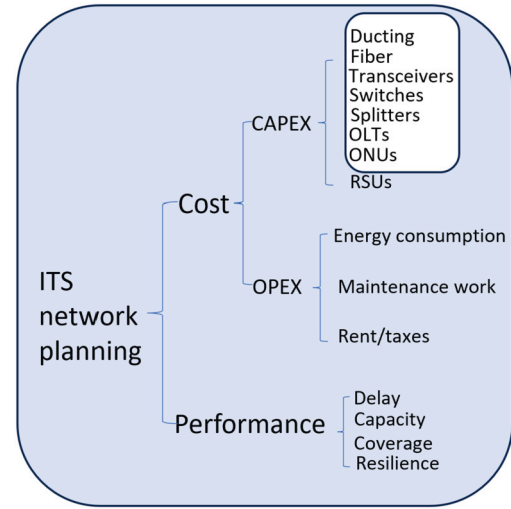 Ducting
Fiber
Transceivers
Switches
Splitters
OLTs
ONUs
RSUs
CAPEX
Cost
Energy consumption
Maintenance work
Rent/taxes
OPEX
ITS
network
planning
Performance
Delay
Capacity
Coverage
Resilience